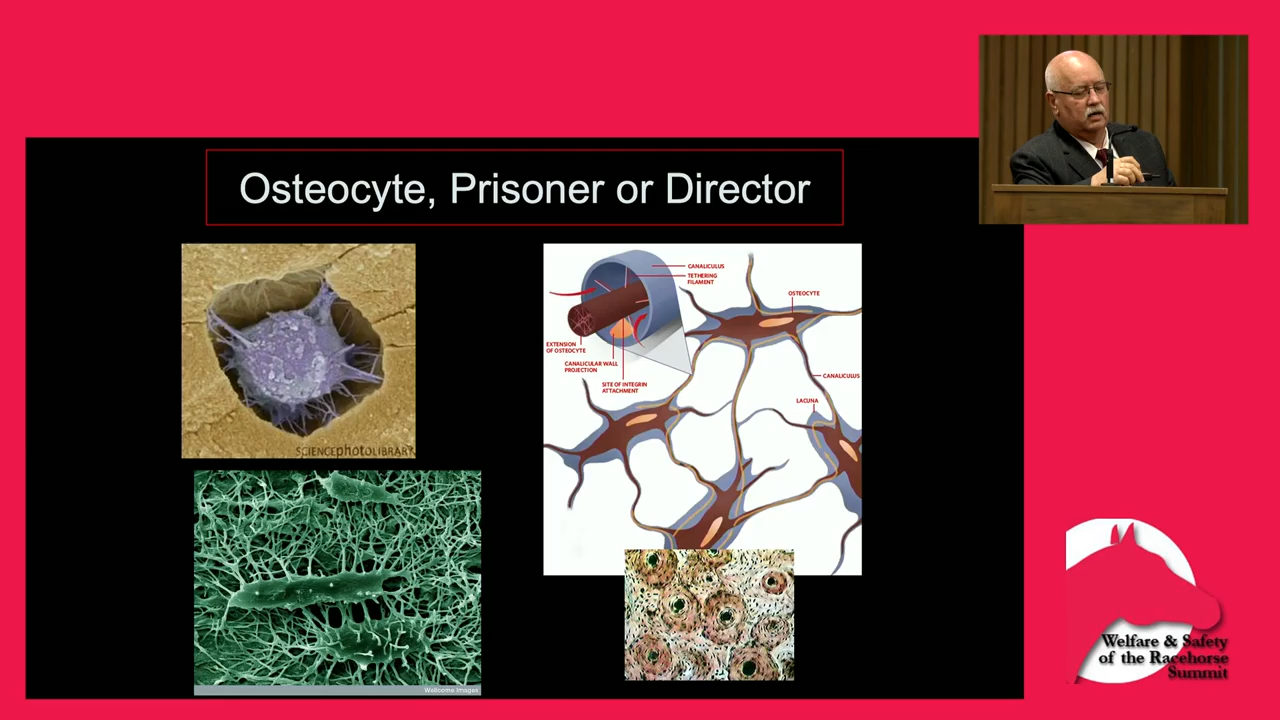 Osteocyte, Prisoner or Director
SCIENCEphotoLIBRARY
CANALICULUS
TETHERING
FILAMENT
OSTEOCYTE
EXTENSION
OF OSTEOCYTE
CANALICULAR WALL
PROJECTION
SITE OF INTEGRIN
ATTACHMENT
CANALICULUS
LACUNA
Wellcome Images
Welfare & Safety
of the Racehorse
Summit